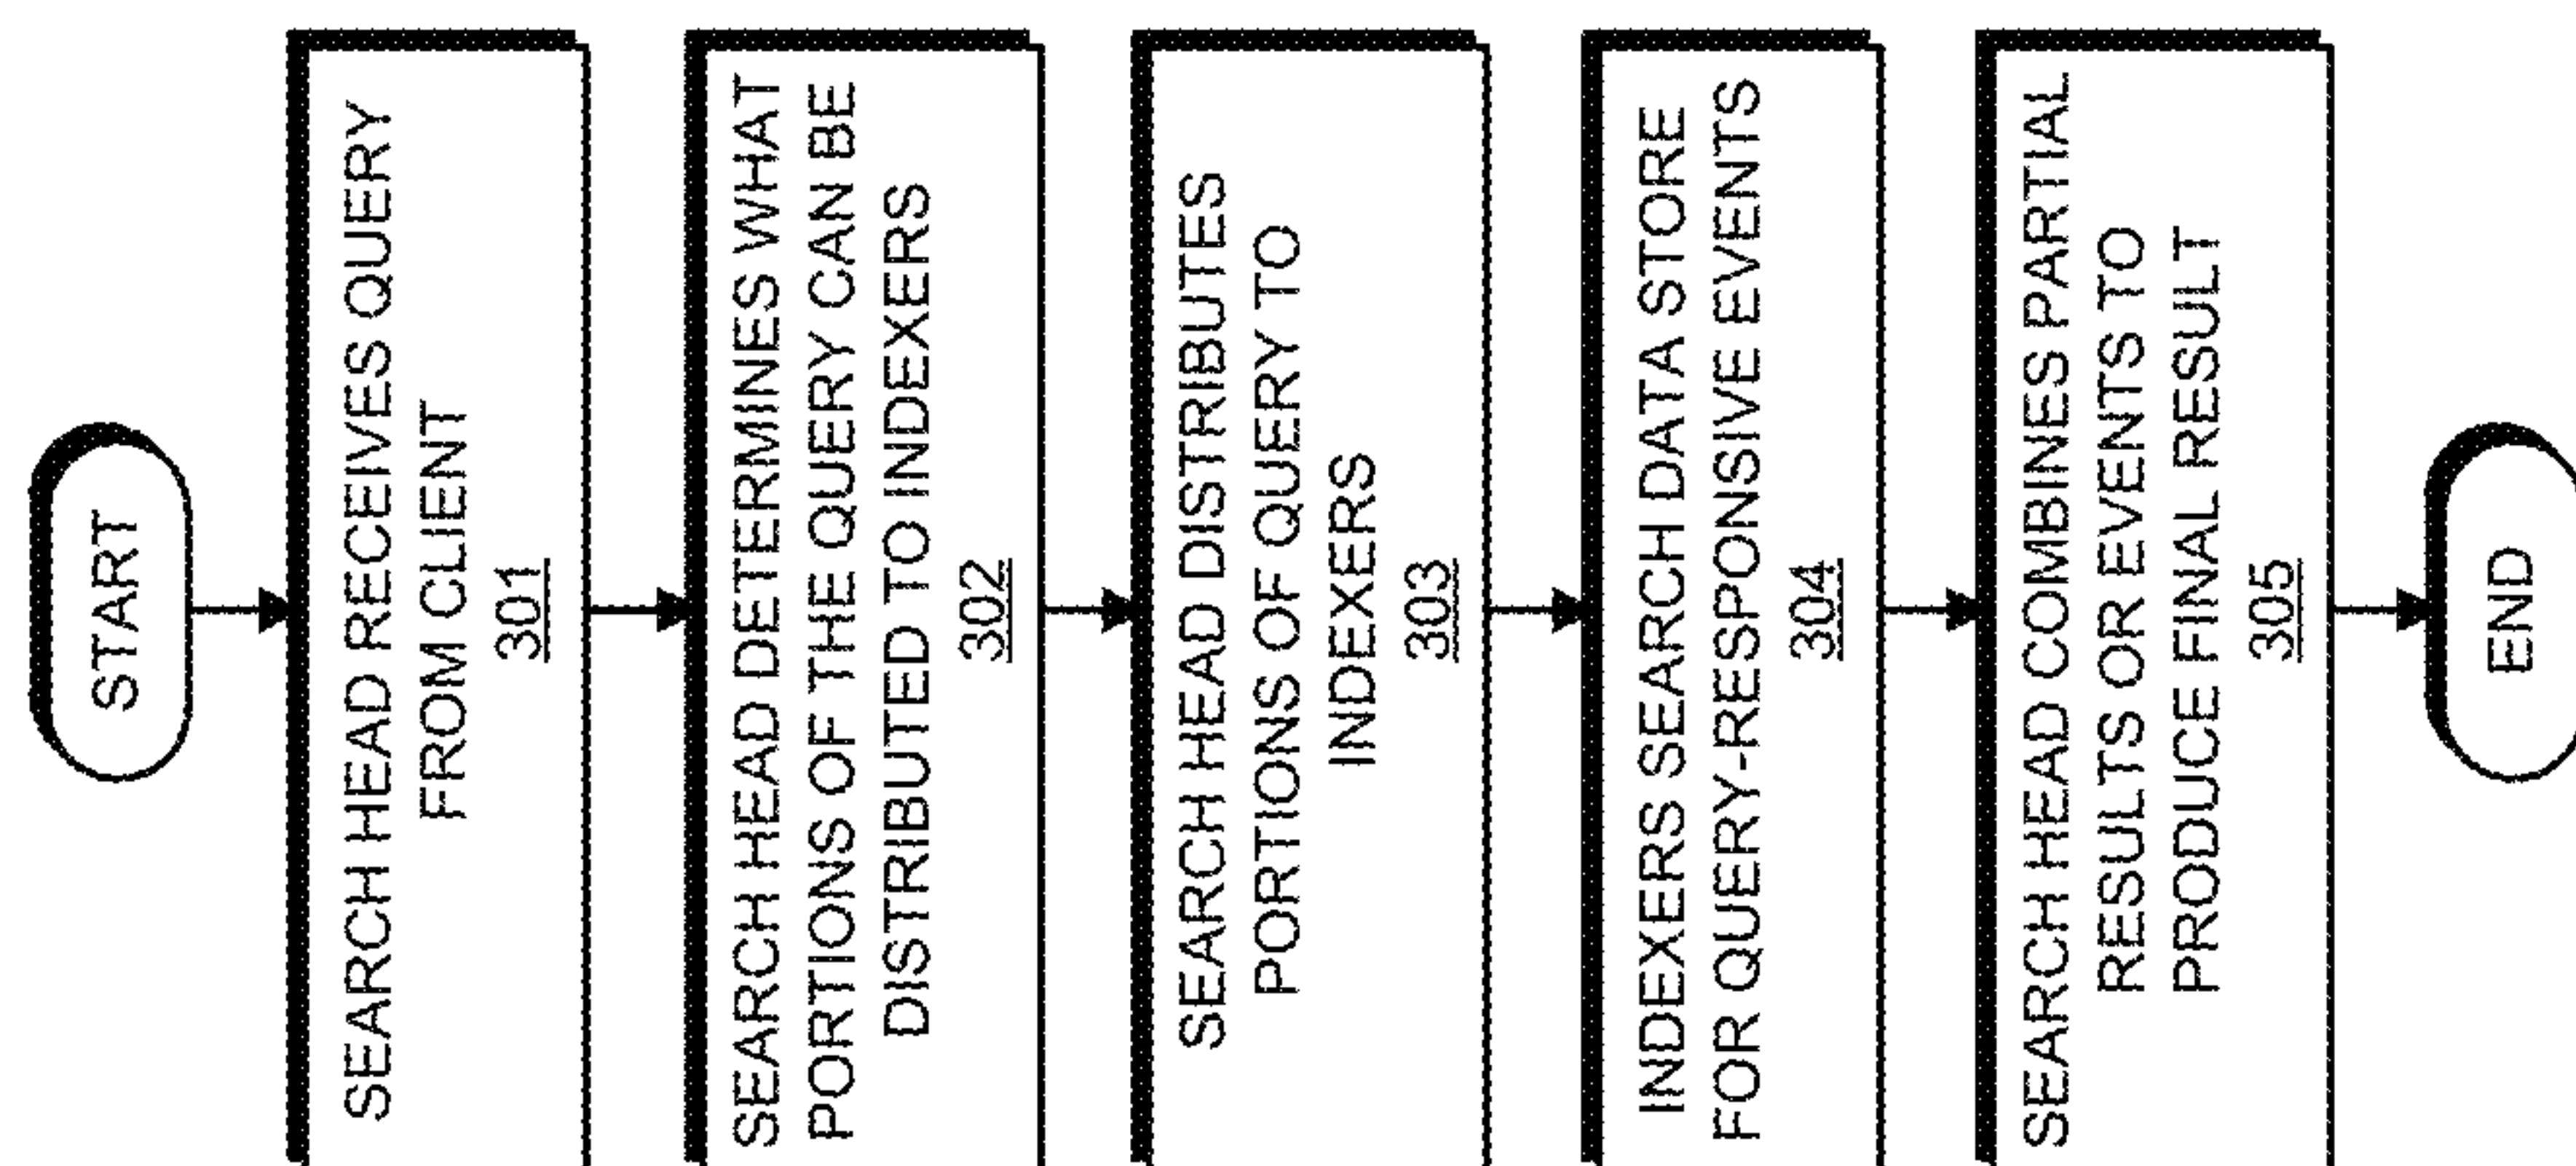 START
SEARCH HEAD RECEIVES QUERY
FROM CLIENT
301
SEARCH HEAD DETERMINES WHAT
PORTIONS OF THE QUERY CAN BE
DISTRIBUTED TO INDEXERS
302
SEARCH HEAD DISTRIBUTES
PORTIONS OF QUERY TO
INDEXERS
303
INDEXERS SEARCH DATA STORE
FOR QUERY-RESPONSIVE EVENTS
304
SEARCH HEAD COMBINES PARTIAL
RESULTS OR EVENTS TO
PRODUCE FINAL RESULT
305
END